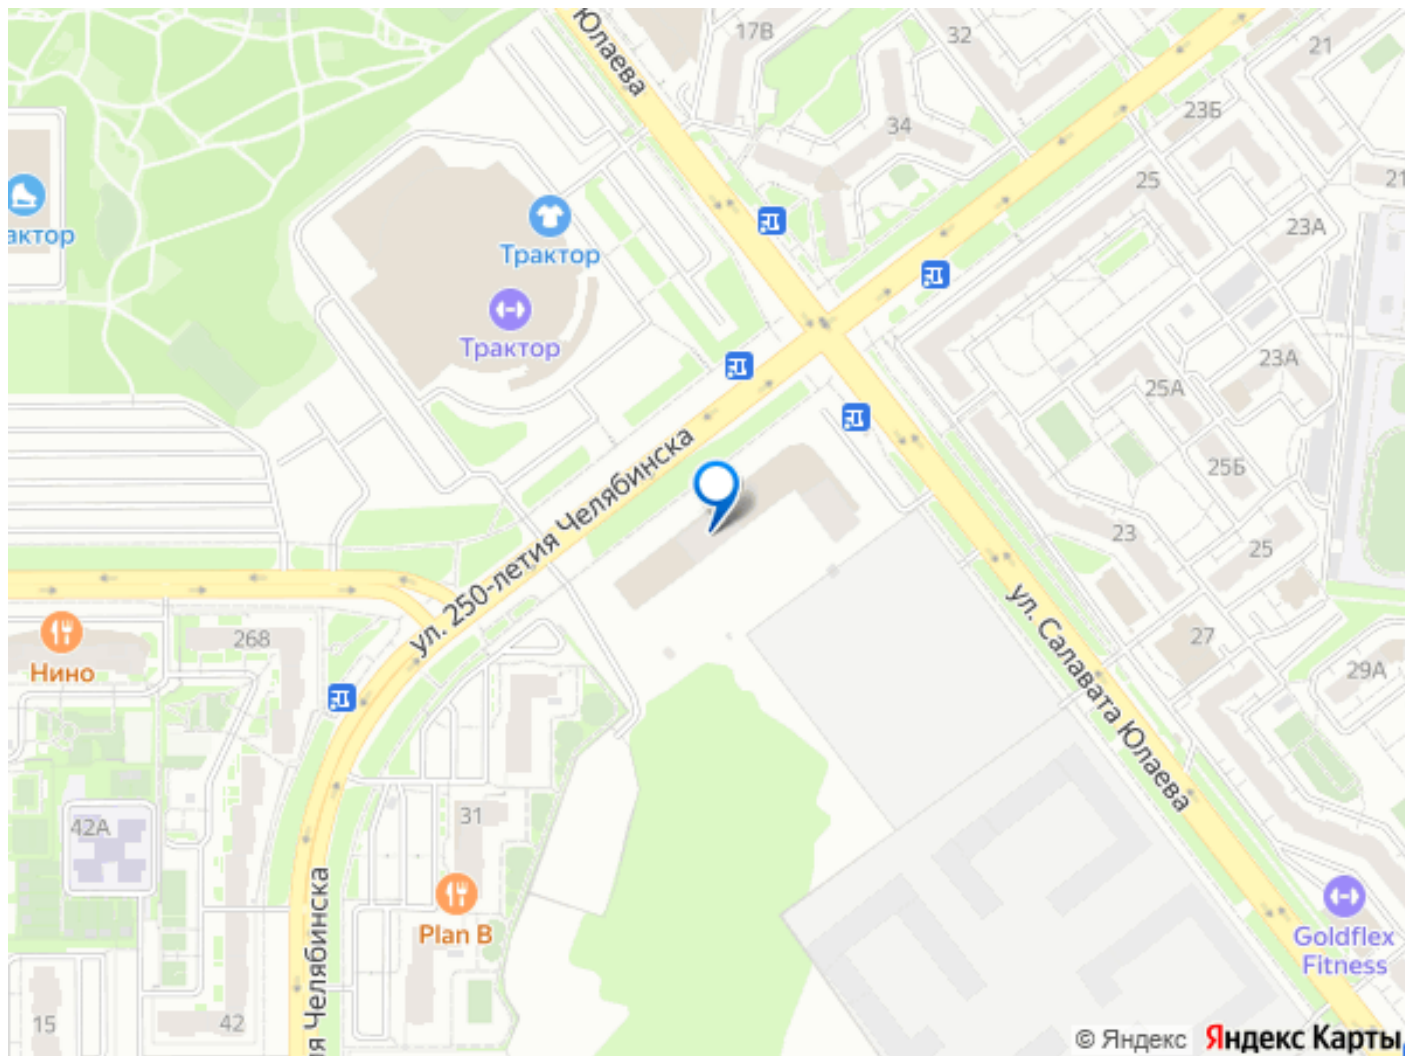 Юлаева
17В
32
21
23Б
34
25
21
23А
актор
Трактор
Трактор
23А
25А
25Б
23
25
ул. 250-летия Челябинска
ул. Салавата Юлаева
27
29А
268
Нино
42А
31
Plan B
Goldflex
Fitness
ия Челябинска
15
42
© Яндекс
Яндекс Карты